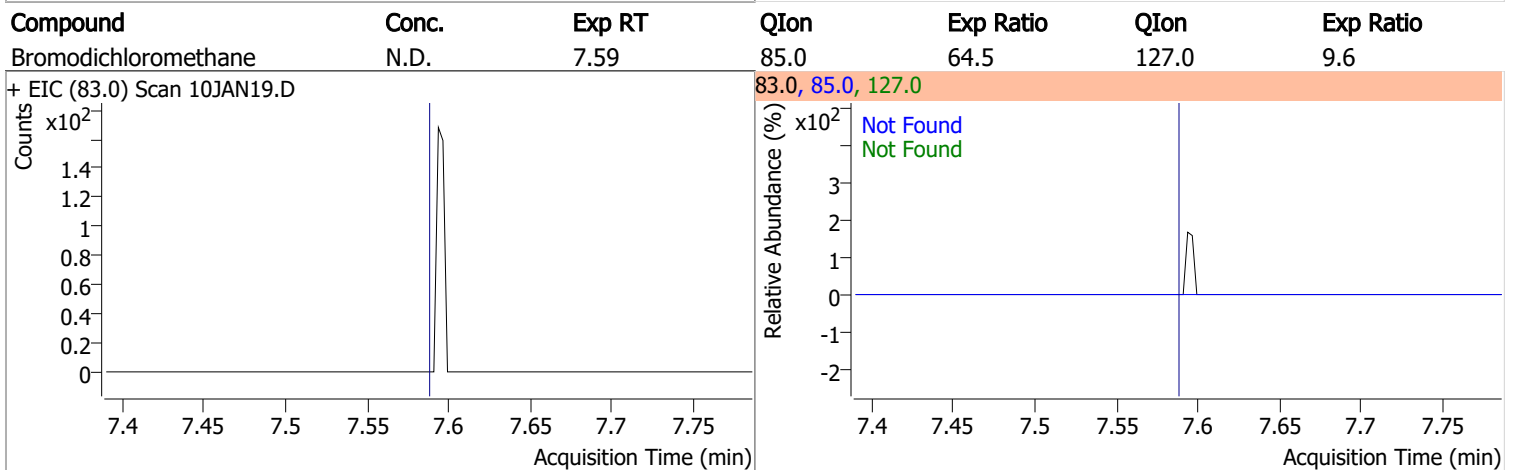 Compound Conc. Exp RT QIon Exp Ratio QIon Exp Ratio
Bromodichloromethane N.D. 7.59 85.0 64.5 127.0 9.6
+ EIC (83.0) Scan 10JAN19.D
Counts
x10²
1.4
1.2
1
0.8
0.6
0.4
0.2
0
7.4 7.45 7.5 7.55 7.6 7.65 7.7 7.75
Acquisition Time (min)
83.0, 85.0, 127.0
Relative Abundance (%)
x10²
Not Found
Not Found
3
2
1
0
-1
-2
7.4 7.45 7.5 7.55 7.6 7.65 7.7 7.75
Acquisition Time (min)